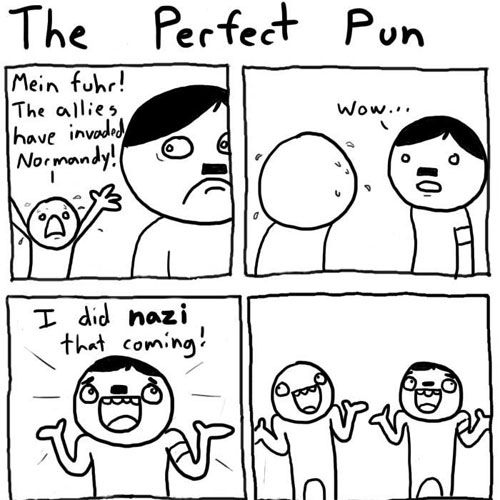 The Perfect Pun
Mein fuhr!
The allies
have invaded
Normandy!
Wow...
I did nazi
that coming!